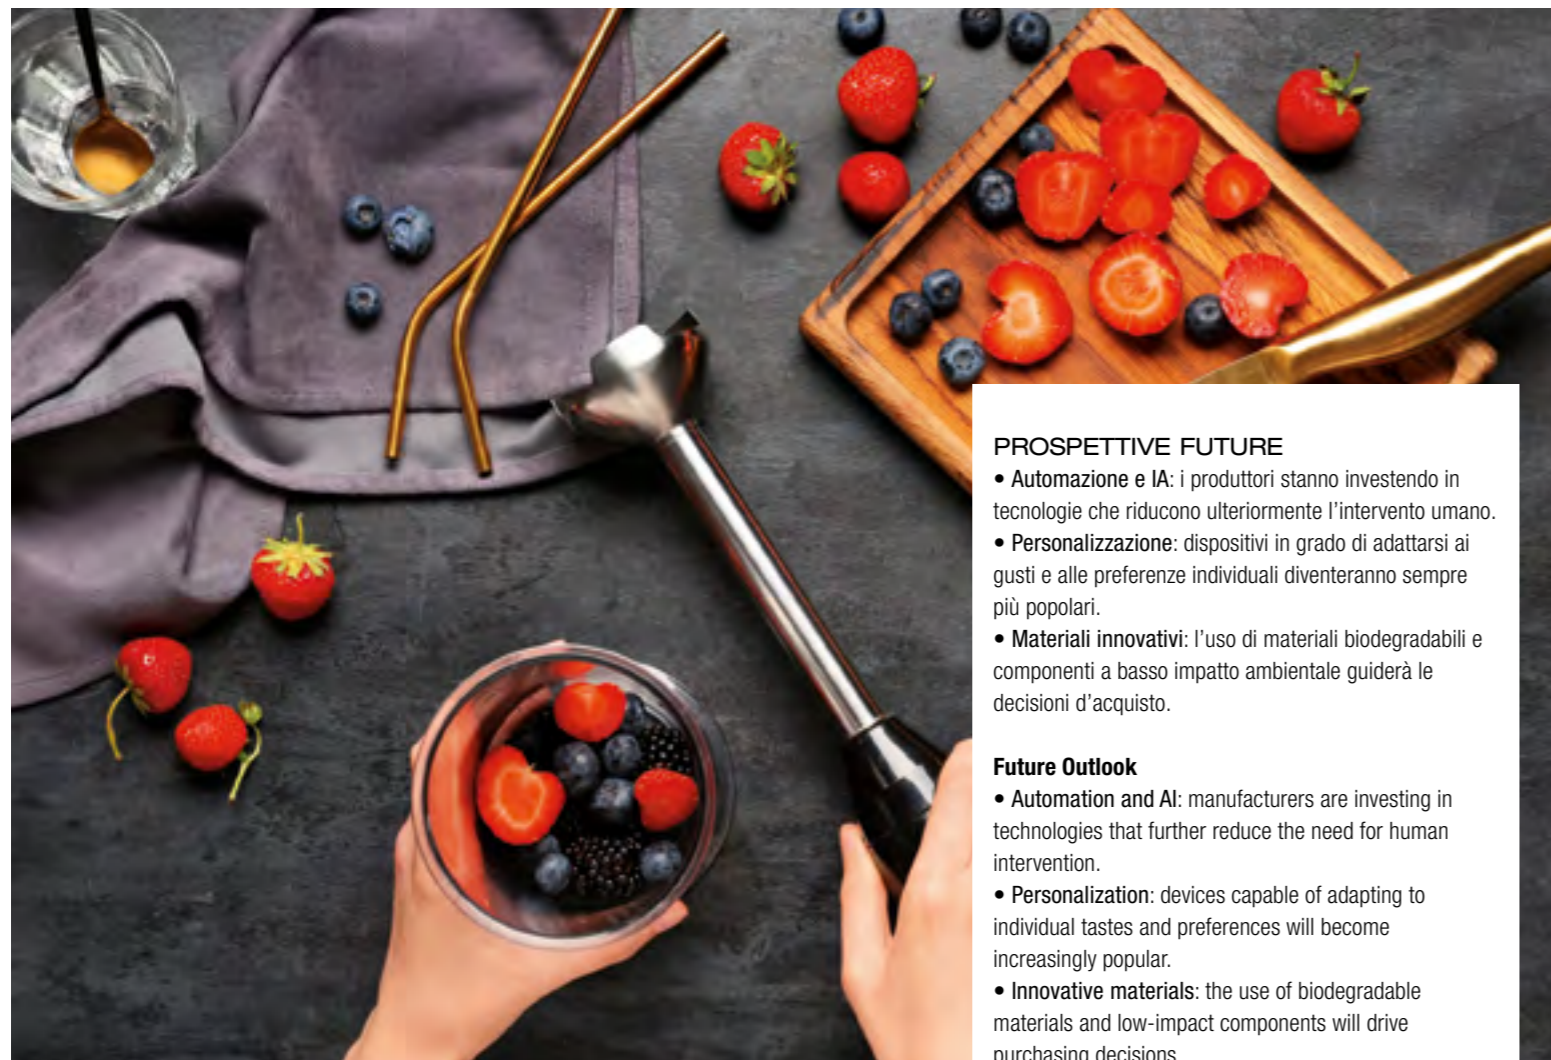 PROSPETTIVE FUTURE
• Automazione e IA: i produttori stanno investendo in
tecnologie che riducono ulteriormente l'intervento umano.
• Personalizzazione: dispositivi in grado di adattarsi ai
gusti e alle preferenze individuali diventeranno sempre
più popolari.
• Materiali innovativi: l'uso di materiali biodegradabili e
componenti a basso impatto ambientale guiderà le
decisioni d'acquisto.
Future Outlook
• Automation and AI: manufacturers are investing in
technologies that further reduce the need for human
intervention.
• Personalization: devices capable of adapting to
individual tastes and preferences will become
increasingly popular.
• Innovative materials: the use of biodegradable
materials and low-impact components will drive
purchasing decisions.